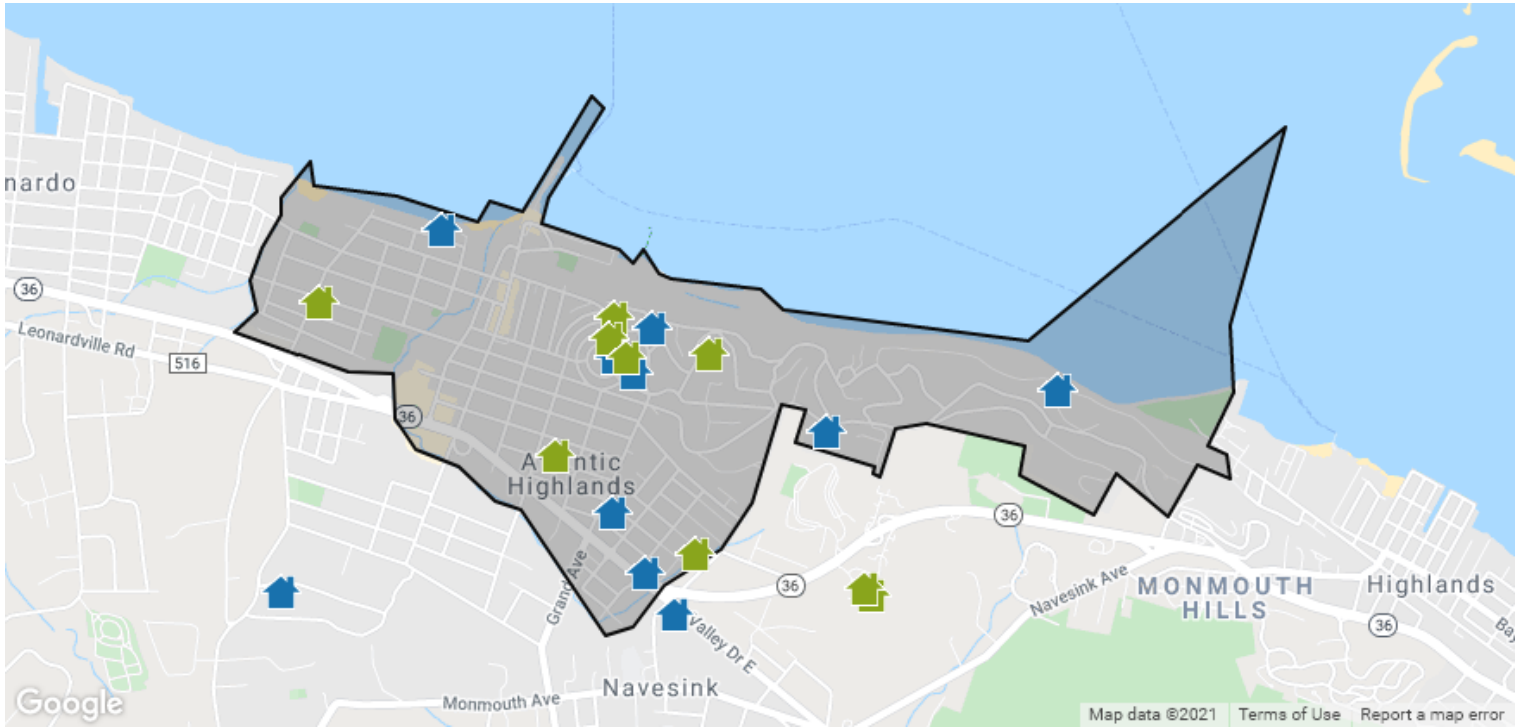 nardo
36
Leonardville Rd
516
36
A ntic
Highlands
36
Grand Ave
36
Navesink Ave
MONMOUTH
HILLS
Highlands
36
Valley Dr E
Navesink
Monmouth Ave
Google
Map data ©2021
Terms of Use
Report a map error